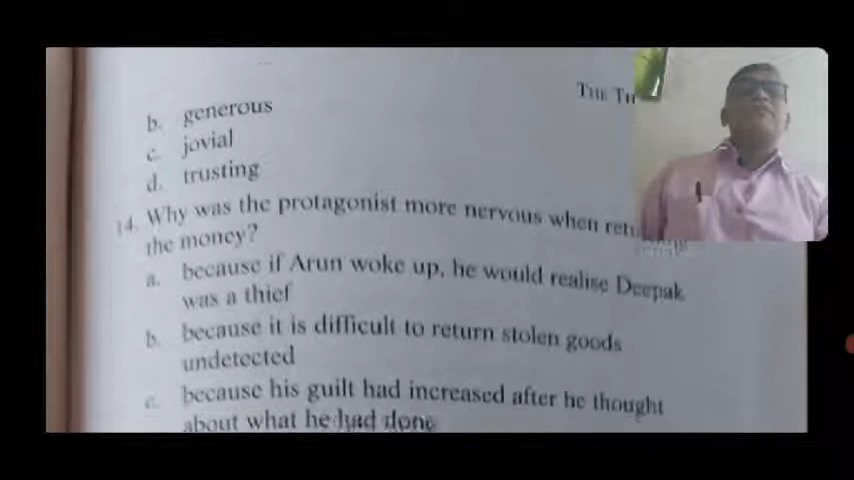 THE TH
b. generous
c. jovial
d. trusting
14. Why was the protagonist more nervous when
the money?
a. because if Arun woke up, he would realise Deepak
was a thief
b. because it is difficult to return stolen goods
undetected
c. because his guilt had increased after he thought
about what he had done